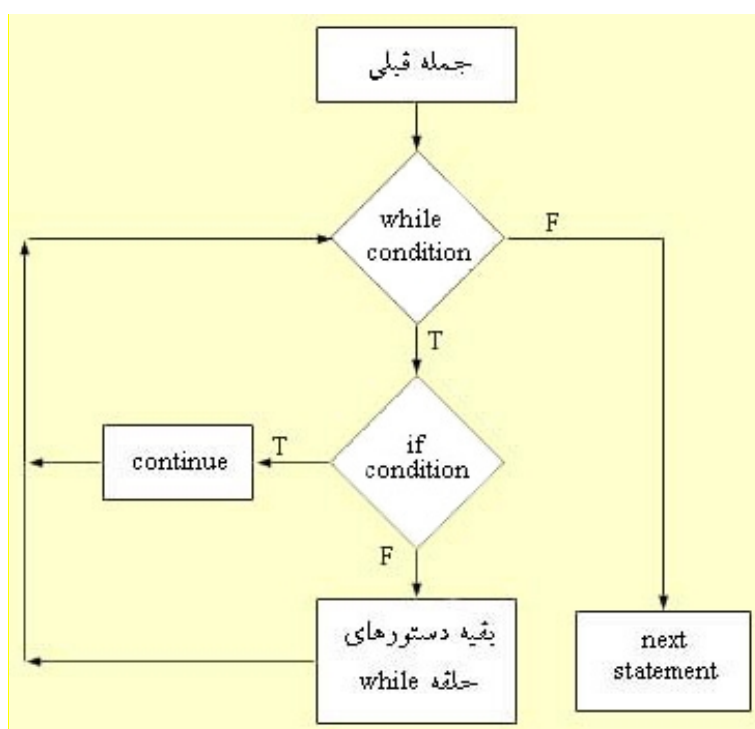 جمله قبلی
while
condition
F
T
if
condition
T
continue
F
بقیه دستورهای
حلقه while
next
statement